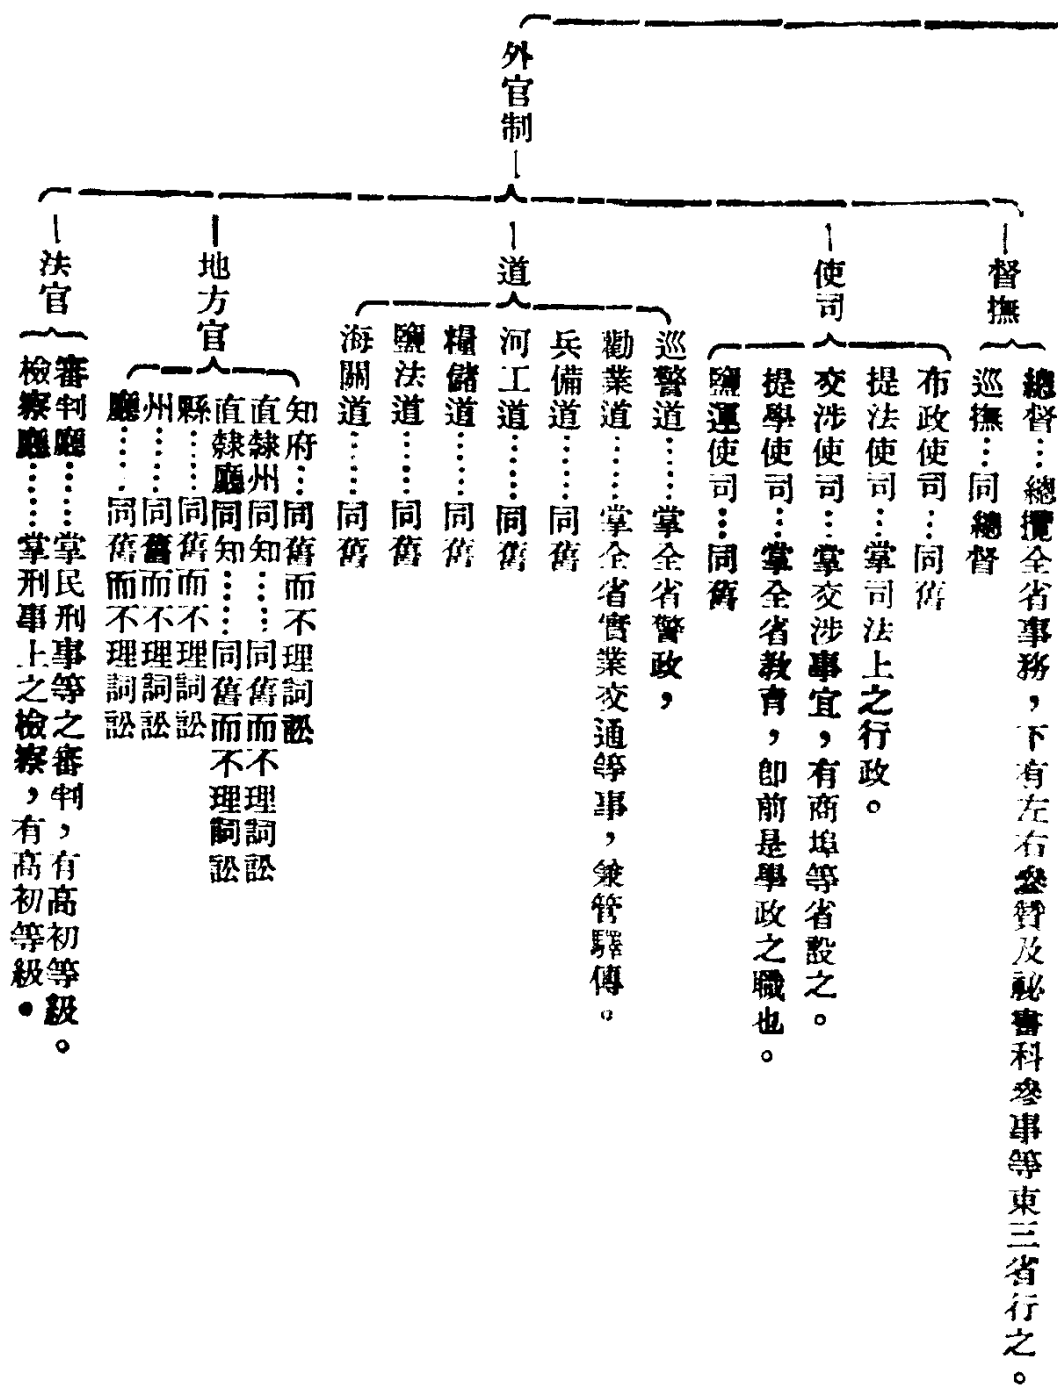 外官制
督撫
總督…總攬全省事務，下有左右參贊及祕書科參事等東三省行之。
巡撫…同總督
使司
布政使司…同舊
提法使司…掌司法上之行政。
交涉使司…掌交涉事宜，有商埠等省設之。
提學使司…掌全省教育，卽前是學政之職也。
鹽運使司…同舊
道
巡警道……掌全省警政，
勸業道……掌全省實業交通等事，兼管驛傳。
兵備道……同舊
河工道……同舊
糧儲道……同舊
鹽法道……同舊
海關道……同舊
地方官
知府…同舊而不理詞訟
直隸州同知……同舊而不理詞訟
直隸廳同知……同舊而不理詞訟
縣……同舊而不理詞訟
州……同舊而不理詞訟
廳……同舊而不理詞訟
法官
審判廳……掌民刑事等之審判，有高初等級。
檢察廳……掌刑事上之檢察，有高初等級。